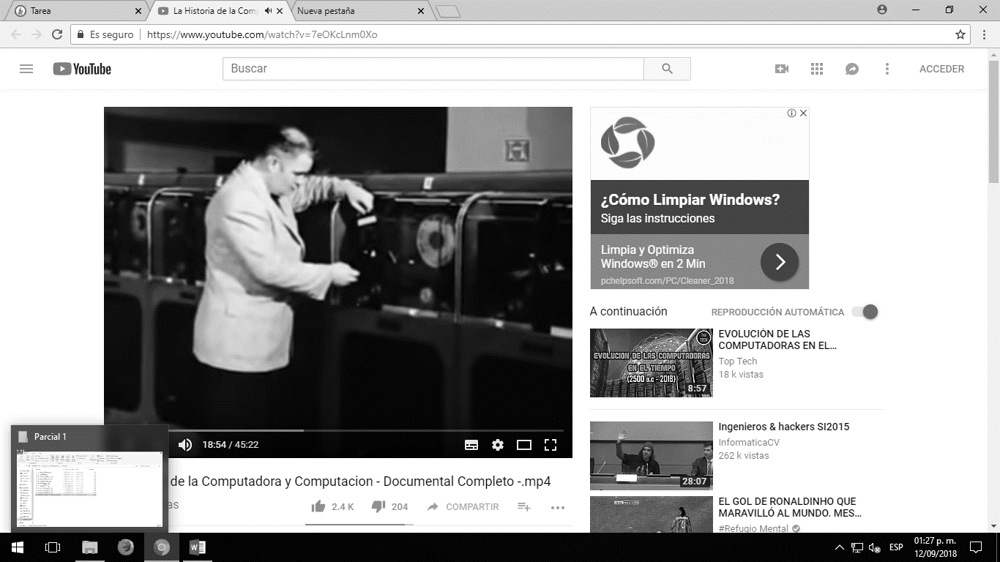 Tarea
La Historia de la Com
Nueva pestaña
Es seguro
https://www.youtube.com/watch?v=7eOKcLnm0Xo
YouTube
Buscar
ACCEDER
¿Cómo Limpiar Windows?
Siga las instrucciones
Limpia y Optimiza
Windows® en 2 Min
pchelpsoft.com/PC/Cleaner_2018
A continuación
REPRODUCCIÓN AUTOMÁTICA
EVOLUCION DE LAS COMPUTADORAS
EN EL TIEMPO
(2500 a.c - 2018)
Top
TECH
8:57
EVOLUCIÓN DE LAS
COMPUTADORAS EN EL...
Top Tech
18 k vistas
28:07
Ingenieros & hackers SI2015
InformaticaCV
262 k vistas
EL GOL DE RONALDINHO QUE
MARAVILLÓ AL MUNDO. MES...
#Refugio Mental
Parcial 1
18:54 / 45:22
de la Computadora y Computacion - Documental Completo -.mp4
as
2.4 K
204
COMPARTIR
ESP
01:27 p. m.
12/09/2018